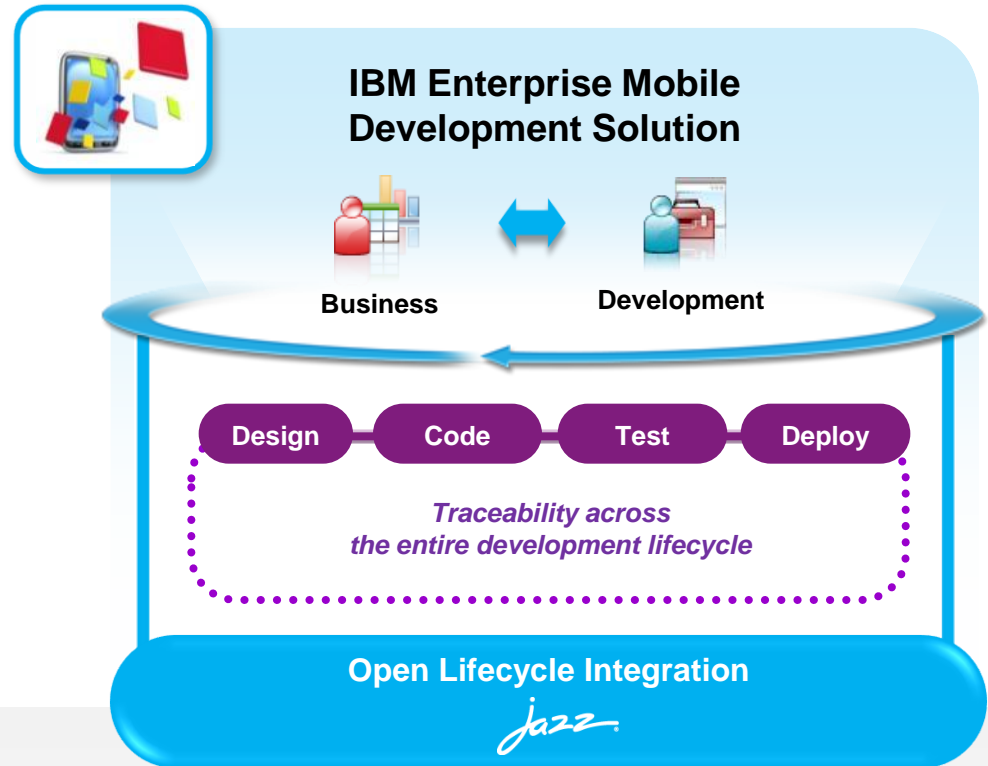 IBM Enterprise Mobile
Development Solution
Business
Development
Design
Code
Test
Deploy
Traceability across
the entire development lifecycle
Open Lifecycle Integration
jazz